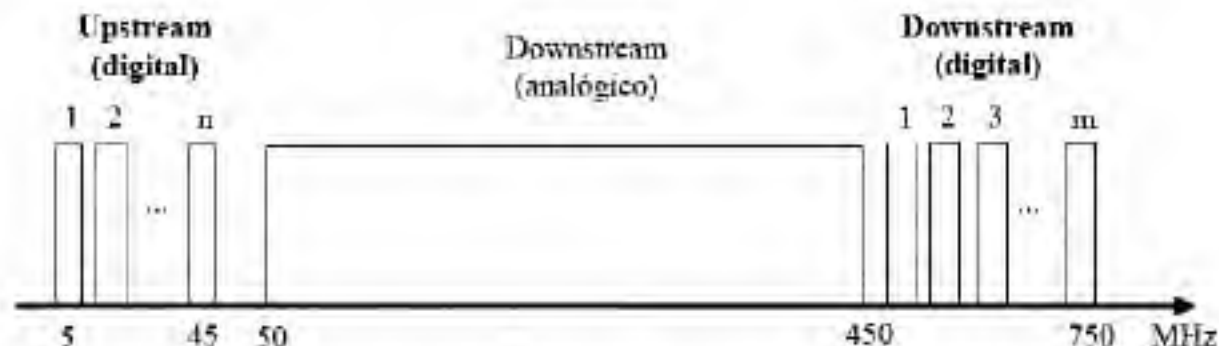 Upstream
(digital)
Downstream
(analógico)
Downstream
(digital)
1 2 n
1 2 3 m
... ...
5 45 50 450 750 MHz